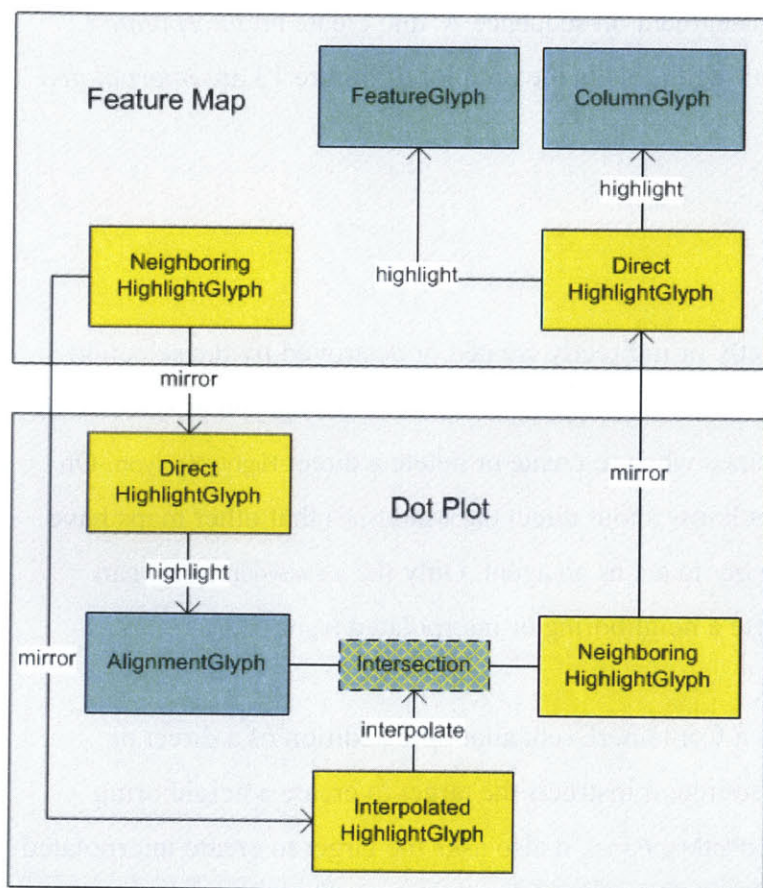 Feature Map
FeatureGlyph
ColumnGlyph
highlight
highlight
Neighboring
HighlightGlyph
Direct
HighlightGlyph
mirror
Direct
HighlightGlyph
Dot Plot
mirror
highlight
mirror
AlignmentGlyph
Intersection
Neighboring
HighlightGlyph
interpolate
Interpolated
HighlightGlyph